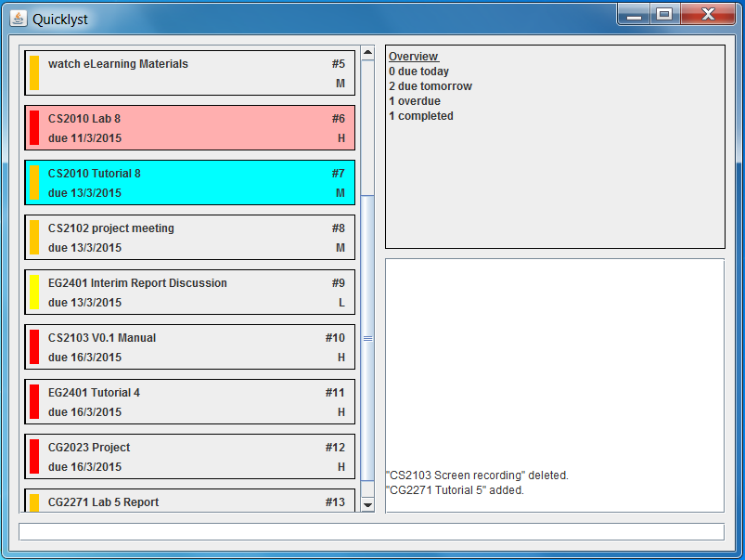 Quicklyst
watch eLearning Materials #5
M
CS2010 Lab 8 #6
due 11/3/2015 H
CS2010 Tutorial 8 #7
due 13/3/2015 M
CS2102 project meeting #8
due 13/3/2015 M
EG2401 Interim Report Discussion #9
due 13/3/2015 L
CS2103 V0.1 Manual #10
due 16/3/2015 H
EG2401 Tutorial 4 #11
due 16/3/2015 H
CG2023 Project #12
due 16/3/2015 H
CG2271 Lab 5 Report #13
Overview
0 due today
2 due tomorrow
1 overdue
1 completed
"CS2103 Screen recording" deleted.
"CG2271 Tutorial 5" added.